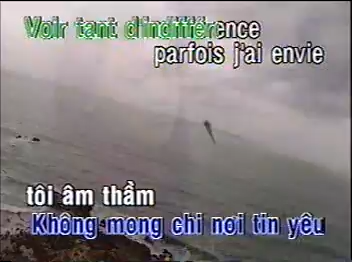 Voir tant d'indifférence
parfois j'ai envie
tôi âm thầm
Không mong chi nơi tin yêu